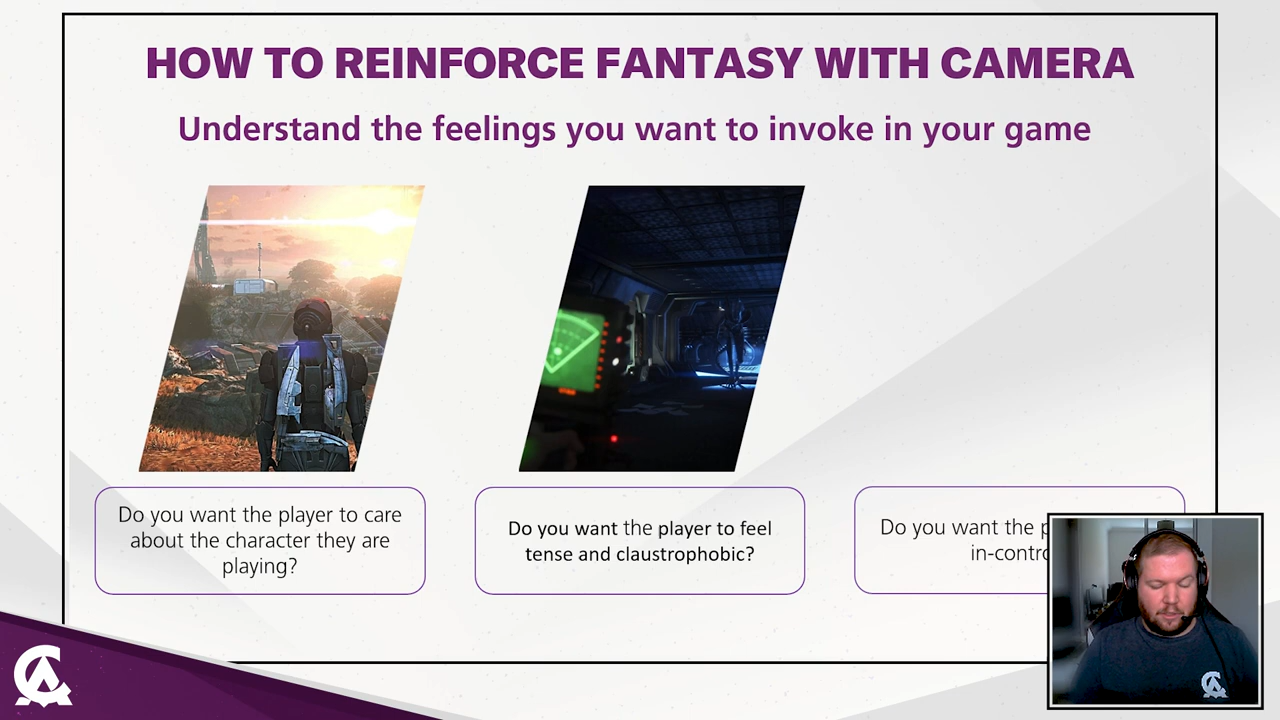 HOW TO REINFORCE FANTASY WITH CAMERA
Understand the feelings you want to invoke in your game
Do you want the player to care
about the character they are
playing?
Do you want the player to feel
tense and claustrophobic?
Do you want the